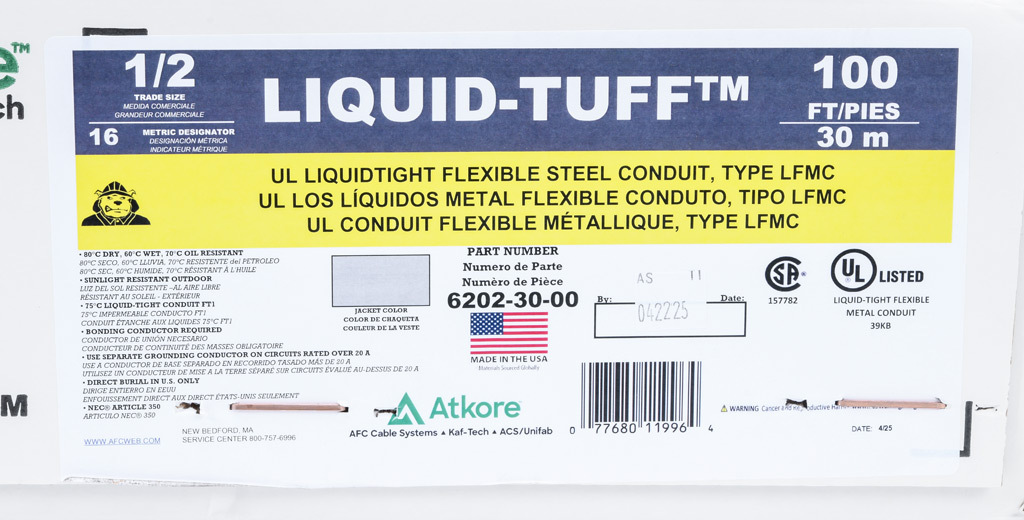 e™
ch
M
1/2
TRADE SIZE
MEDIDA COMERCIALE
GRANDEUR COMMERCIALE
16 METRIC DESIGNATOR
DESIGNACIÓN MÉTRICA
INDICATEUR MÉTRIQUE
LIQUID-TUFF™
100
FT/PIES
30 m
UL LIQUIDTIGHT FLEXIBLE STEEL CONDUIT, TYPE LFMC
UL LOS LÍQUIDOS METAL FLEXIBLE CONDUTO, TIPO LFMC
UL CONDUIT FLEXIBLE MÉTALLIQUE, TYPE LFMC
• 80°C DRY, 60°C WET, 70°C OIL RESISTANT
80°C SECO, 60°C LLUVIA, 70°C RESISTENTE del PETROLEO
80°C SEC, 60°C HUMIDE, 70°C RÉSISTANT À L'HUILE
• SUNLIGHT RESISTANT OUTDOOR
LUZ DEL SOL RESISTENTE –AL AIRE LIBRE
RÉSISTANT AU SOLEIL - EXTÉRIEUR
• 75°C LIQUID-TIGHT CONDUIT FT1
75°C IMPERMEABLE CONDUCTO FT1
CONDUIT ÉTANCHE AUX LIQUIDES 75°C FT1
• BONDING CONDUCTOR REQUIRED
CONDUCTOR DE UNIÓN NECESARIO
CONDUCTEUR DE CONTINUITÉ DES MASSES OBLIGATOIRE
• USE SEPARATE GROUNDING CONDUCTOR ON CIRCUITS RATED OVER 20 A
USE A CONDUCTOR DE BASE SEPARADO EN RECORRIDO TASADO MÁS DE 20 A
UTILISEZ UN CONDUCTEUR DE MISE A LA TERRE SÉPARÉ SUR CIRCUITS ÉVALUÉ AU-DESSUS DE 20 A
• DIRECT BURIAL IN U.S. ONLY
DIRIGE ENTIERRO EN EEUU
ENFOUISSEMENT DIRECT AUX DIRECT ÉTATS-UNIS SEULEMENT
• NEC® ARTICLE 350
ARTICULO NEC® 350
WWW.AFCWEB.COM
NEW BEDFORD, MA
SERVICE CENTER 800-757-6996
JACKET COLOR
COLOR DE CHAQUETA
COULEUR DE LA VESTE
PART NUMBER
Numero de Parte
Numèro de Pièce
6202-30-00
MADE IN THE USA
Materials Sourced Globally
Atkore
AFC Cable Systems ▲ Kaf-Tech ▲ ACS/Unifab
AS 11
By: Date:
042225
0 77680 11996 4
SA®
157782
UL® LISTED
LIQUID-TIGHT FLEXIBLE
METAL CONDUIT
39KB
WARNING Cancer and
DATE: 4/25